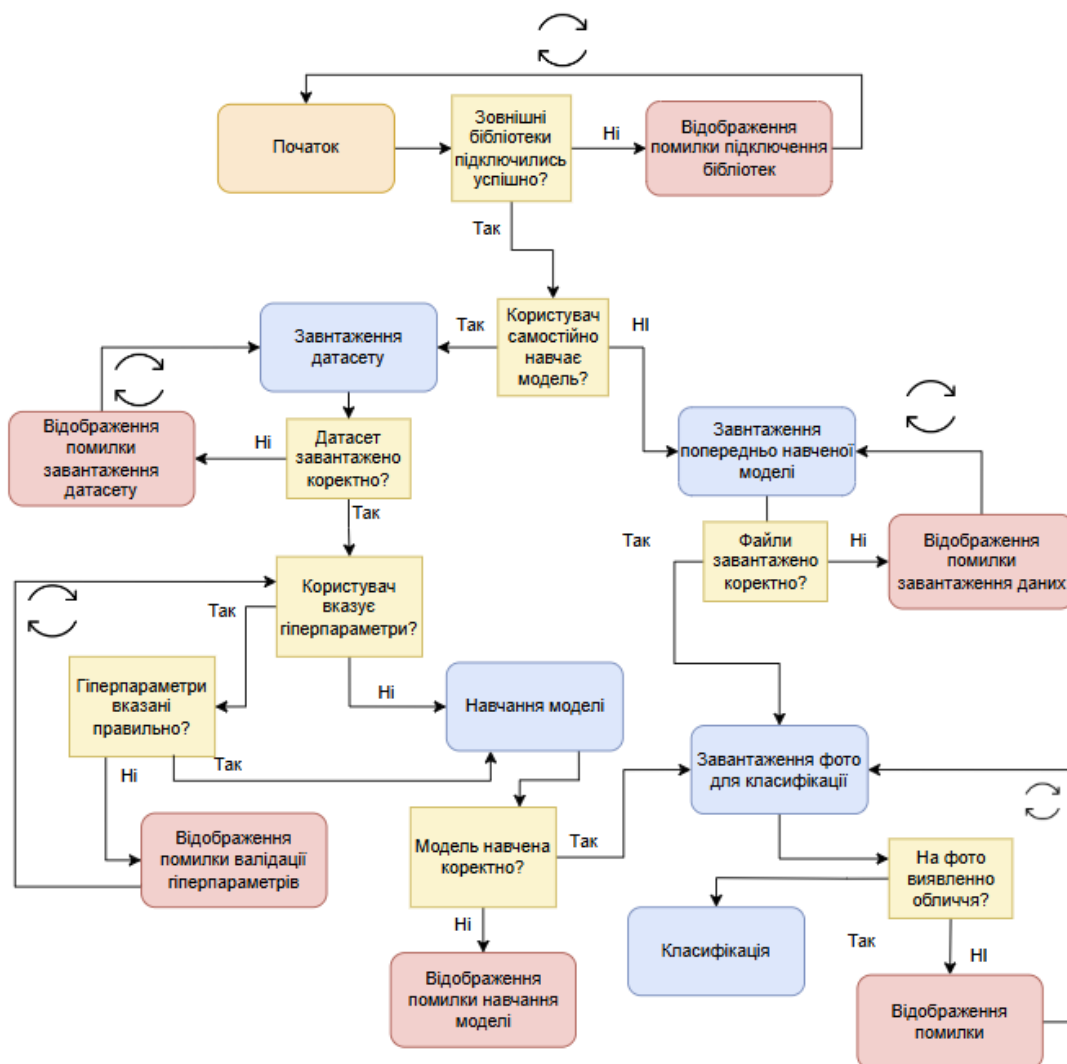 Початок
Зовнішні
бібліотеки
підключились
успішно?
Ні
Відображення
помилки підключення
бібліотек
Так
Завнтаження
датасету
Так
Користувач
самостійно
навчає
модель?
НІ
Відображення
помилки
завантаження
датасету
Ні
Датасет
завантажено
коректно?
Завнтаження
попередньо навченої
моделі
Так
Так
Файли
завантажено
коректно?
Ні
Відображення
помилки
завантаження даних
Користувач
вказує
гіперпараметри?
Так
Гіперпараметри
вказані
правильно?
Ні
Навчання моделі
Ні
Так
Завантаження фото
для класифікації
Відображення
помилки валідації
гіперпараметрів
Модель навчена
коректно?
Так
На фото
виявленно
обличчя?
Ні
Класифікація
Так
НІ
Відображення
помилки навчання
моделі
Відображення
помилки